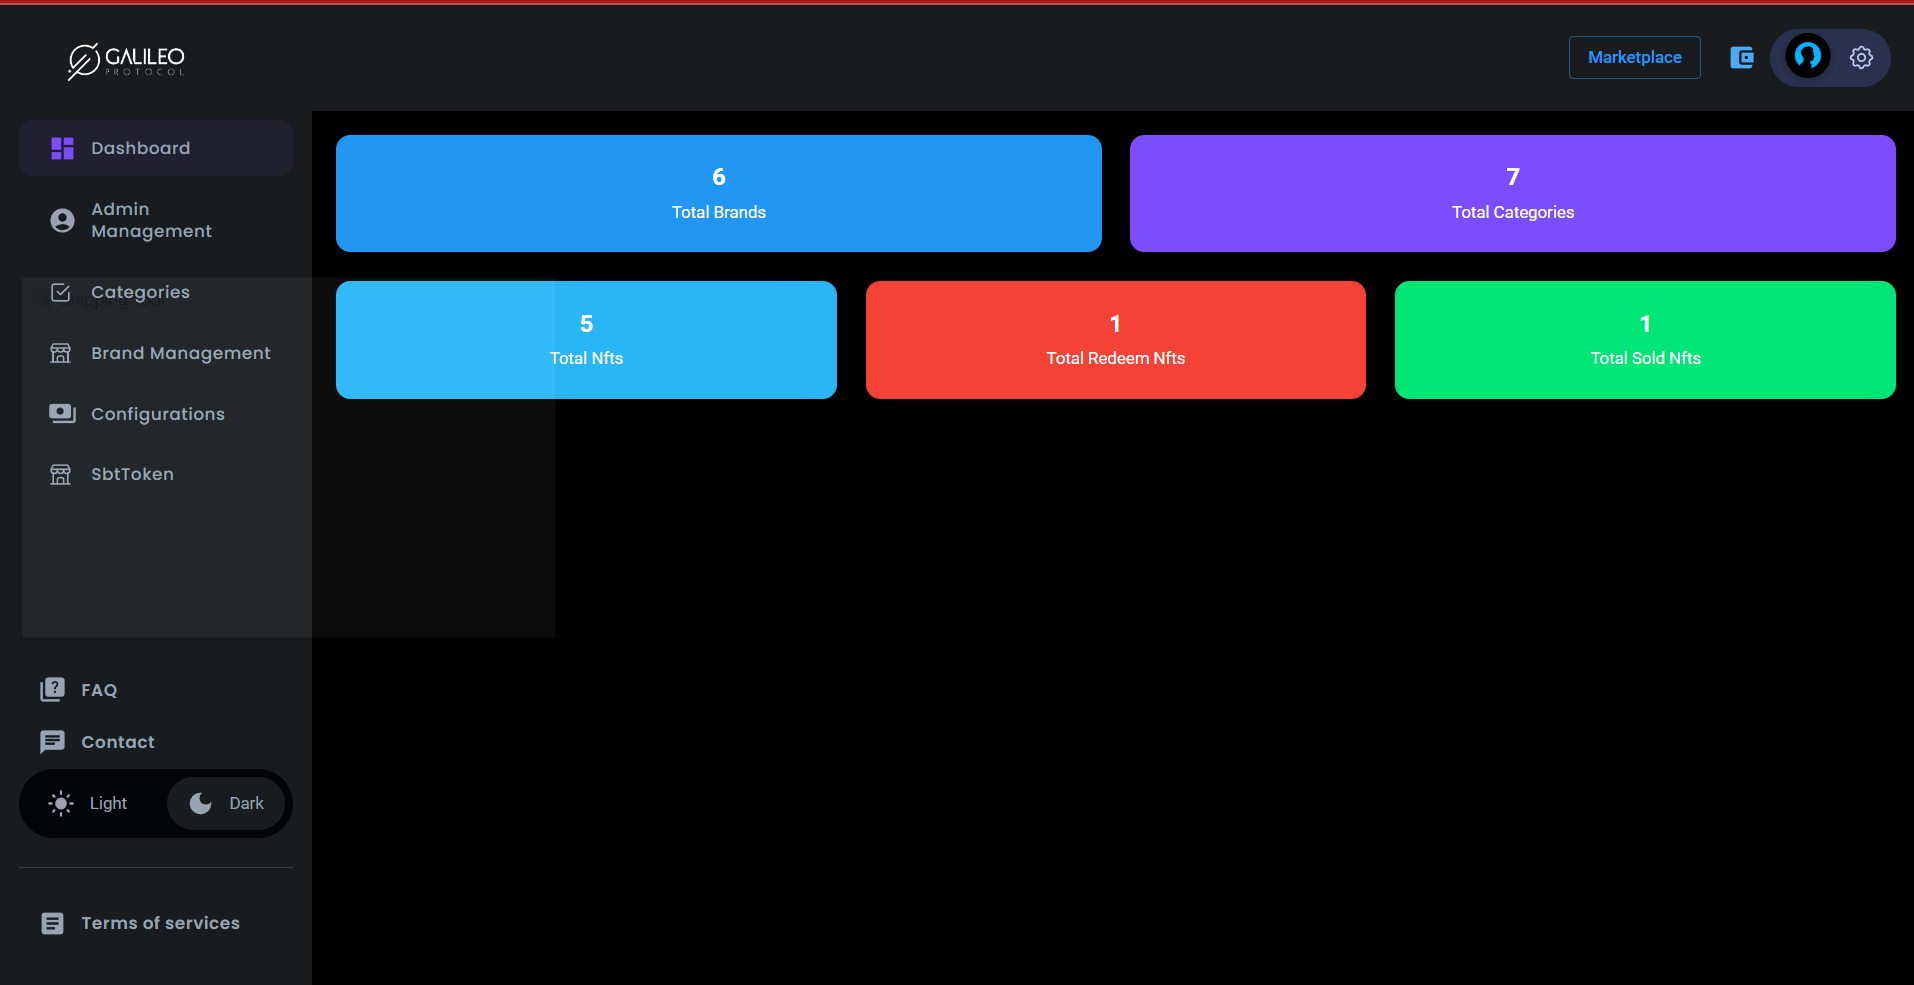 GALILEO
PROTOCOL
Marketplace
Dashboard
Admin
Management
Categories
Brand Management
Configurations
SbtToken
6
Total Brands
7
Total Categories
5
Total Nfts
1
Total Redeem Nfts
1
Total Sold Nfts
FAQ
Contact
Light
Dark
Terms of services